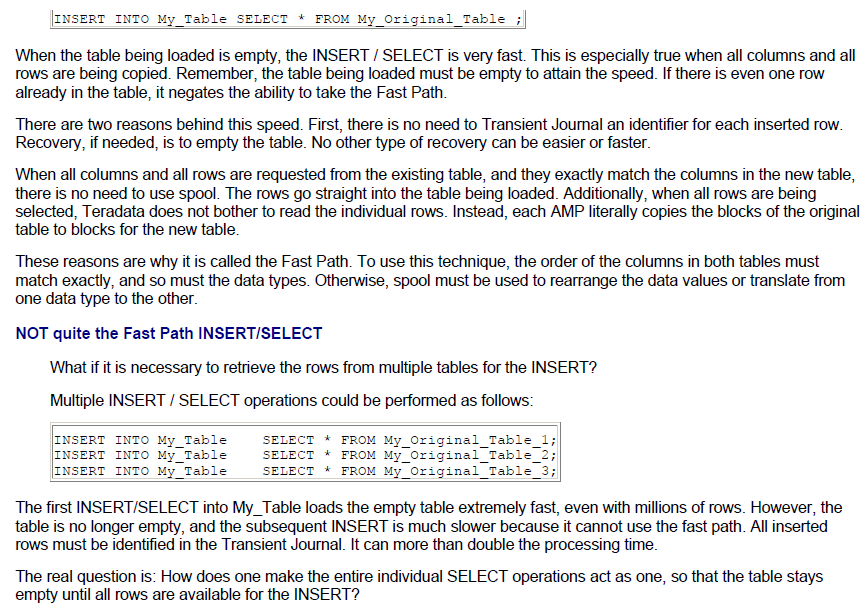 INSERT INTO My_Table SELECT * FROM My_Original_Table ;
When the table being loaded is empty, the INSERT / SELECT is very fast. This is especially true when all columns and all
rows are being copied. Remember, the table being loaded must be empty to attain the speed. If there is even one row
already in the table, it negates the ability to take the Fast Path.
There are two reasons behind this speed. First, there is no need to Transient Journal an identifier for each inserted row.
Recovery, if needed, is to empty the table. No other type of recovery can be easier or faster.
When all columns and all rows are requested from the existing table, and they exactly match the columns in the new table,
there is no need to use spool. The rows go straight into the table being loaded. Additionally, when all rows are being
selected, Teradata does not bother to read the individual rows. Instead, each AMP literally copies the blocks of the original
table to blocks for the new table.
These reasons are why it is called the Fast Path. To use this technique, the order of the columns in both tables must
match exactly, and so must the data types. Otherwise, spool must be used to rearrange the data values or translate from
one data type to the other.
NOT quite the Fast Path INSERT/SELECT
What if it is necessary to retrieve the rows from multiple tables for the INSERT?
Multiple INSERT / SELECT operations could be performed as follows:
INSERT INTO My_Table SELECT * FROM My_Original_Table_1;
INSERT INTO My_Table SELECT * FROM My_Original_Table_2;
INSERT INTO My_Table SELECT * FROM My_Original_Table_3;
The first INSERT/SELECT into My_Table loads the empty table extremely fast, even with millions of rows. However, the
table is no longer empty, and the subsequent INSERT is much slower because it cannot use the fast path. All inserted
rows must be identified in the Transient Journal. It can more than double the processing time.
The real question is: How does one make the entire individual SELECT operations act as one, so that the table stays
empty until all rows are available for the INSERT?